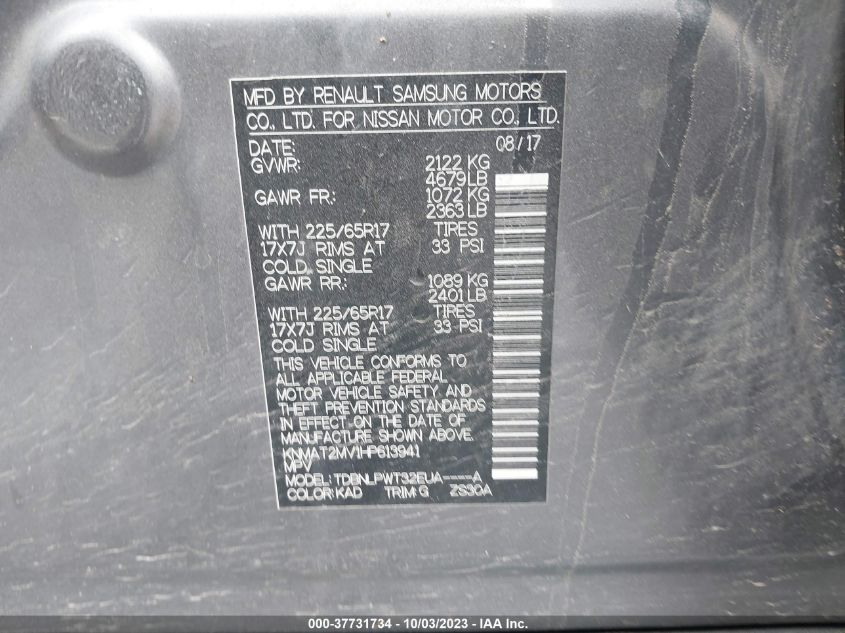 MFD BY RENAULT SAMSUNG MOTORS
CO., LTD. FOR NISSAN MOTOR CO., LTD.
DATE: 08/17
GVWR: 2122 KG
4679 LB
GAWR FR: 1072 KG
2363 LB
WITH 225/65R17 TIRES
17X7J RIMS AT 33 PSI
COLD SINGLE
GAWR RR: 1089 KG
2401 LB
WITH 225/65R17 TIRES
17X7J RIMS AT 33 PSI
COLD SINGLE
THIS VEHICLE CONFORMS TO
ALL APPLICABLE FEDERAL
MOTOR VEHICLE SAFETY AND
THEFT PREVENTION STANDARDS
IN EFFECT ON THE DATE OF
MANUFACTURE SHOWN ABOVE.
KNMAT2MV1HP613941
MPV
MODEL: TDBNLPWT32EUA----A
COLOR: KAD TRIM: G ZS30A
000-37731734 - 10/03/2023 - IAA Inc.